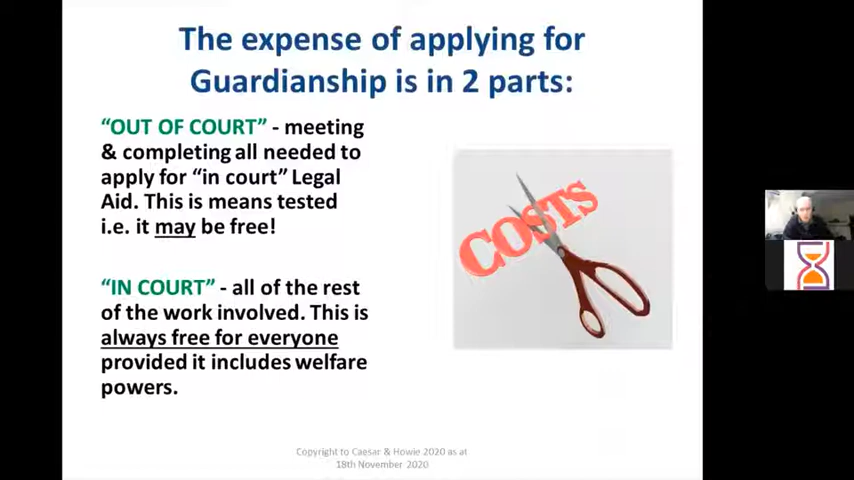 The expense of applying for
Guardianship is in 2 parts:
“OUT OF COURT” - meeting
& completing all needed to
apply for “in court” Legal
Aid. This is means tested
i.e. it may be free!
COSTS
“IN COURT” - all of the rest
of the work involved. This is
always free for everyone
provided it includes welfare
powers.
Copyright to Caesar & Howie 2020 as at
18th November 2020